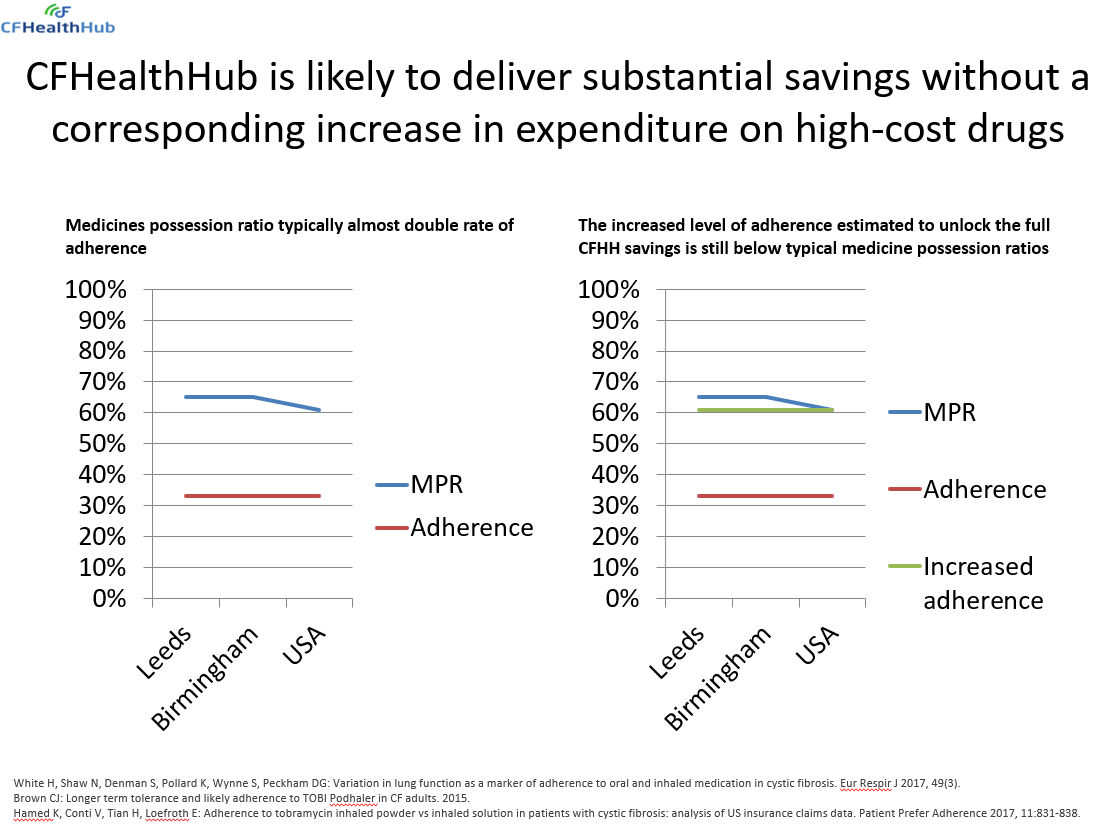 CFHealthHub
CFHealthHub is likely to deliver substantial savings without a
corresponding increase in expenditure on high-cost drugs
Medicines possession ratio typically almost double rate of
adherence
100%
90%
80%
70%
60%
50%
40%
30%
20%
10%
0%
Leeds
Birmingham
USA
MPR
Adherence
The increased level of adherence estimated to unlock the full
CFHH savings is still below typical medicine possession ratios
100%
90%
80%
70%
60%
50%
40%
30%
20%
10%
0%
Leeds
Birmingham
USA
MPR
Adherence
Increased
adherence
White H, Shaw N, Denman S, Pollard K, Wynne S, Peckham DG: Variation in lung function as a marker of adherence to oral and inhaled medication in cystic fibrosis. Eur Respir J 2017, 49(3).
Brown CJ: Longer term tolerance and likely adherence to TOBI Podhaler in CF adults. 2015.
Hamed K, Conti V, Tian H, Loefroth E: Adherence to tobramycin inhaled powder vs inhaled solution in patients with cystic fibrosis: analysis of US insurance claims data. Patient Prefer Adherence 2017, 11:831-838.